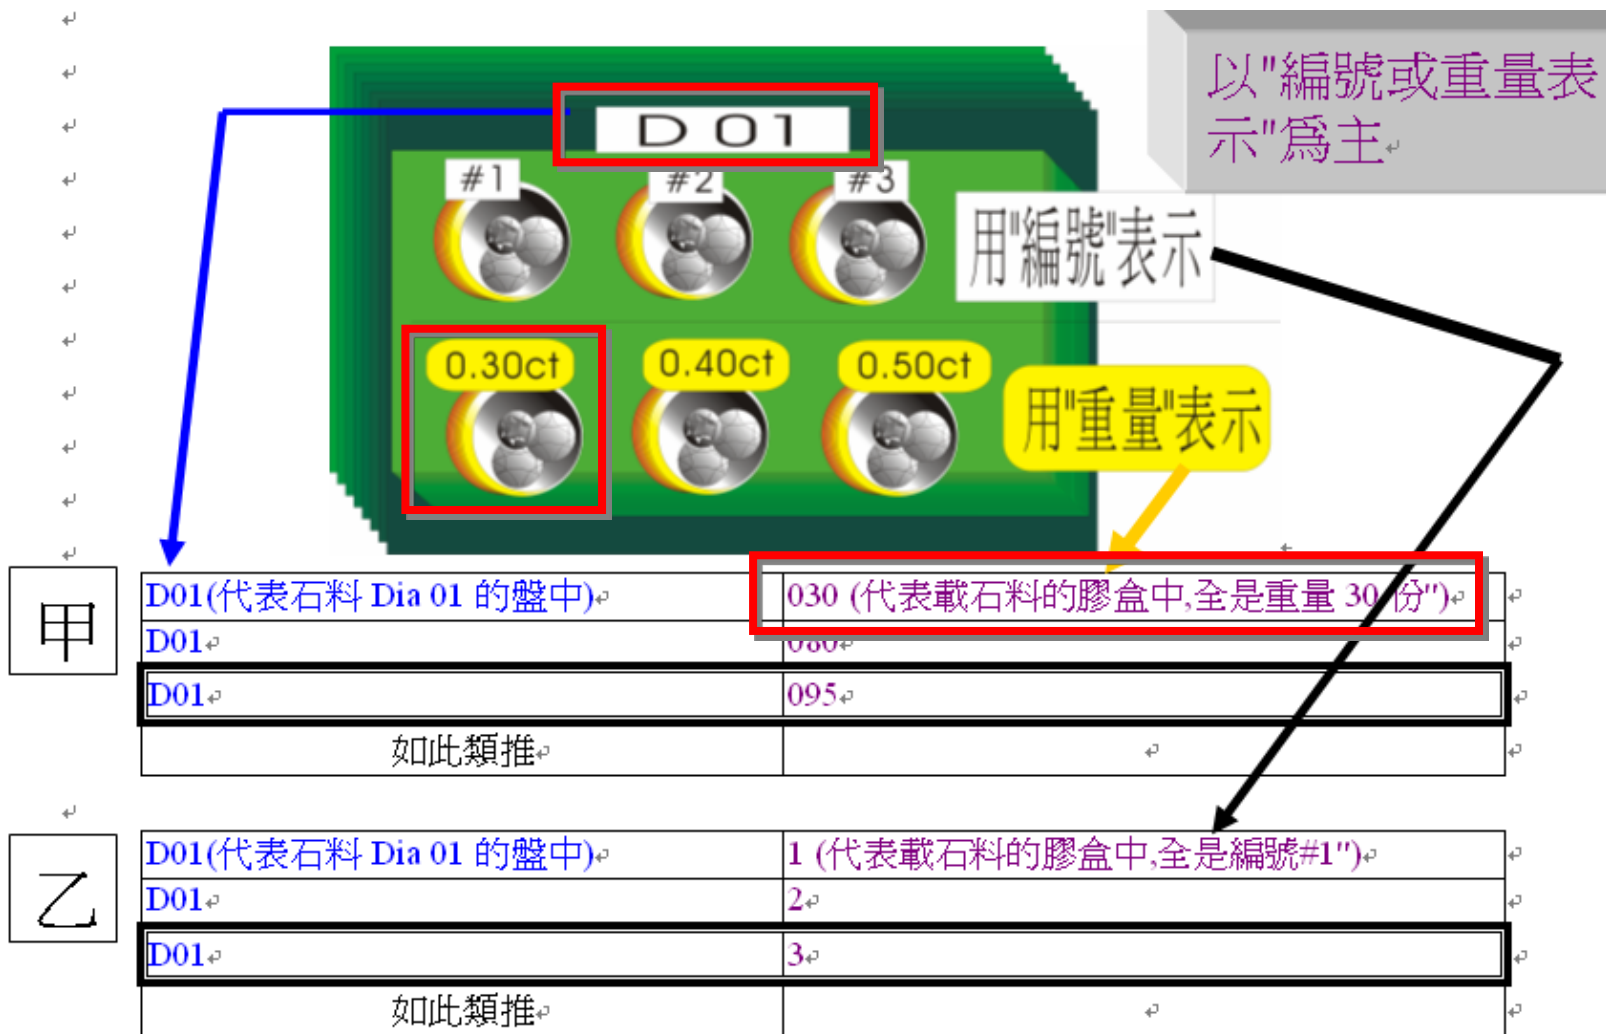 以"編號或重量表
示"為主
D 01
#1 #2 #3
用"編號"表示
0.30ct 0.40ct 0.50ct
用"重量"表示
甲
D01(代表石料 Dia 01 的盤中) 030 (代表載石料的膠盒中,全是重量 30 份")
D01 080
D01 095
如此類推
乙
D01(代表石料 Dia 01 的盤中) 1 (代表載石料的膠盒中,全是編號#1")
D01 2
D01 3
如此類推